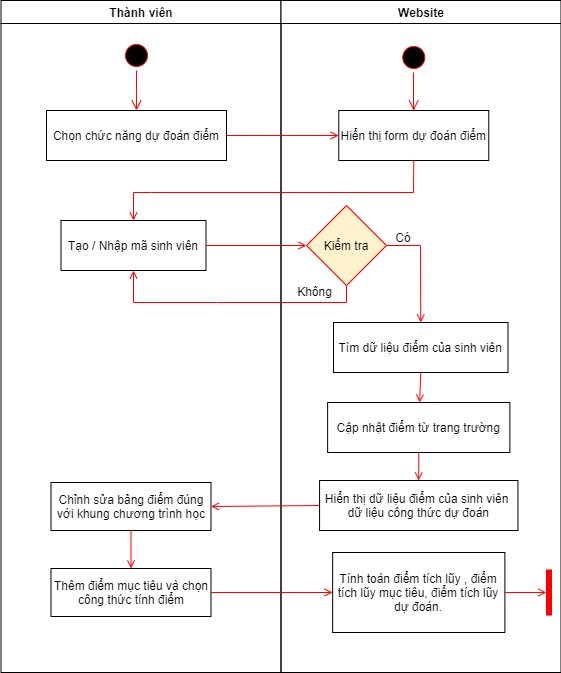 Thành viên
Website
Chọn chức năng dự đoán điểm
Hiển thị form dự đoán điểm
Tạo / Nhập mã sinh viên
Kiểm tra
Có
Không
Tìm dữ liệu điểm của sinh viên
Cập nhật điểm từ trang trường
Hiển thị dữ liệu điểm của sinh viên
dữ liệu công thức dự đoán
Chỉnh sửa bảng điểm đúng
với khung chương trình học
Thêm điểm mục tiêu và chọn
công thức tính điểm
Tính toán điểm tích lũy , điểm
tích lũy mục tiêu, điểm tích lũy
dự đoán.